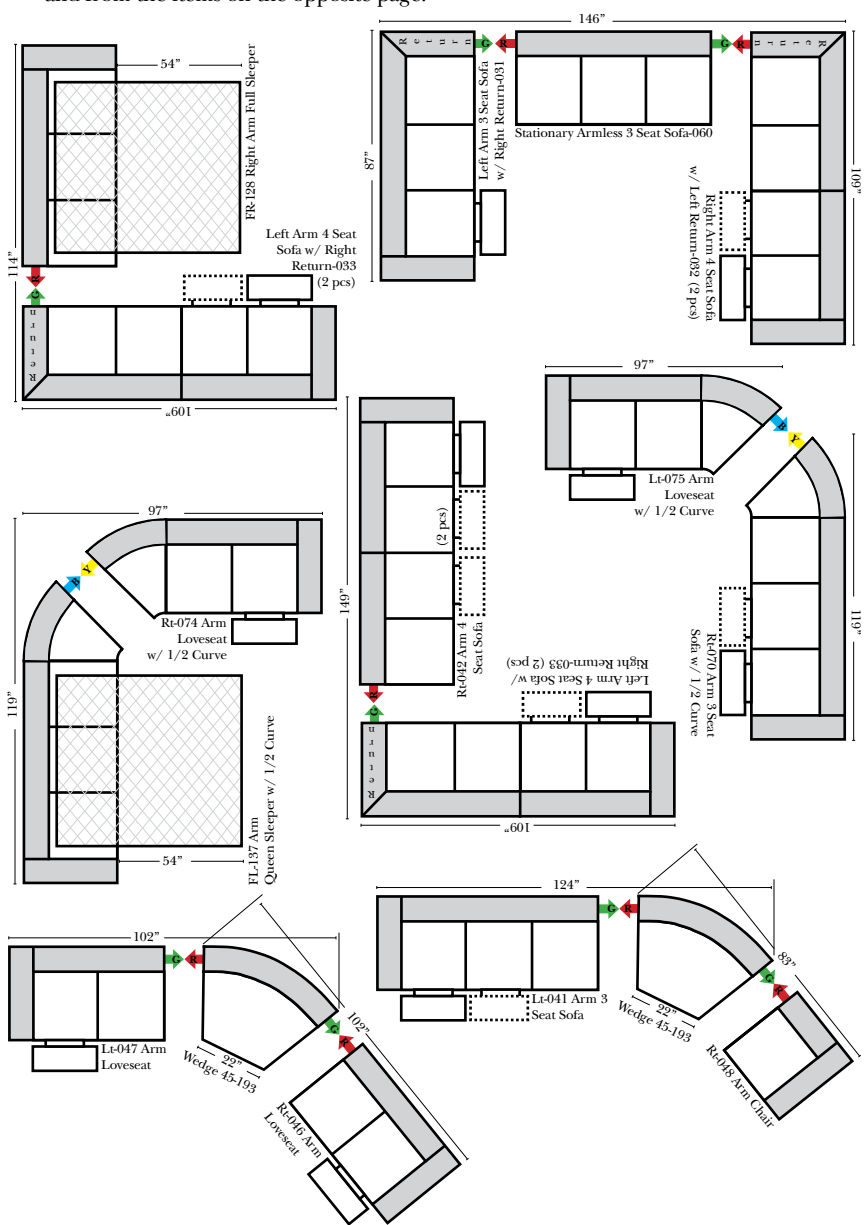 and from the items on the opposite page.
146”
54”
FR-128 Right Arm Full Sleeper
114”
R
G
Return
Left Arm 4 Seat
Sofa w/ Right
Return-033
(2 pcs)
109”
Return
G
R
87”
Left Arm 3 Seat Sofa
w/ Right Return-031
Stationary Armless 3 Seat Sofa-060
G
R
Return
109”
Right Arm 4 Seat Sofa
w/ Left Return-032 (2 pcs)
97”
B
Y
Lt-075 Arm
Loveseat
w/ 1/2 Curve
119”
Rt-070 Arm 3 Seat
Sofa w/ 1/2 Curve
149”
(2 pcs)
Rt-042 Arm 4
Seat Sofa
R
G
Return
Left Arm 4 Seat Sofa w/
Right Return-033 (2 pcs)
109”
97”
B
Y
Rt-074 Arm
Loveseat
w/ 1/2 Curve
119”
54”
FL-137 Arm
Queen Sleeper w/ 1/2 Curve
102”
G
R
Lt-047 Arm
Loveseat
Wedge 45-193
22”
G
R
102”
Rt-046 Arm
Loveseat
124”
G
R
Lt-041 Arm 3
Seat Sofa
Wedge 45-193
22”
G
R
83”
Rt-048 Arm Chair